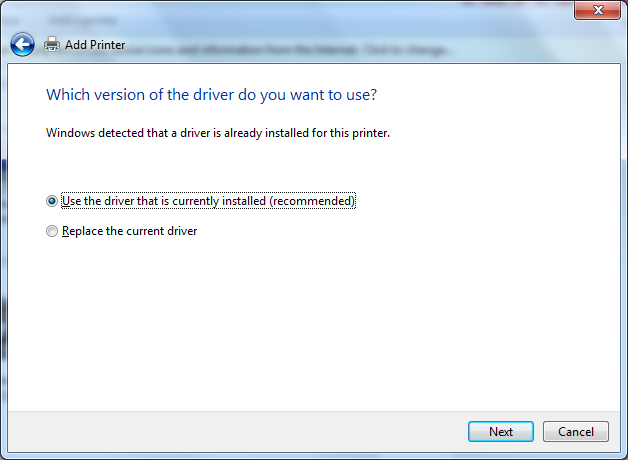 Add Printer
Which version of the driver do you want to use?
Windows detected that a driver is already installed for this printer.
Use the driver that is currently installed (recommended)
Replace the current driver
Next
Cancel